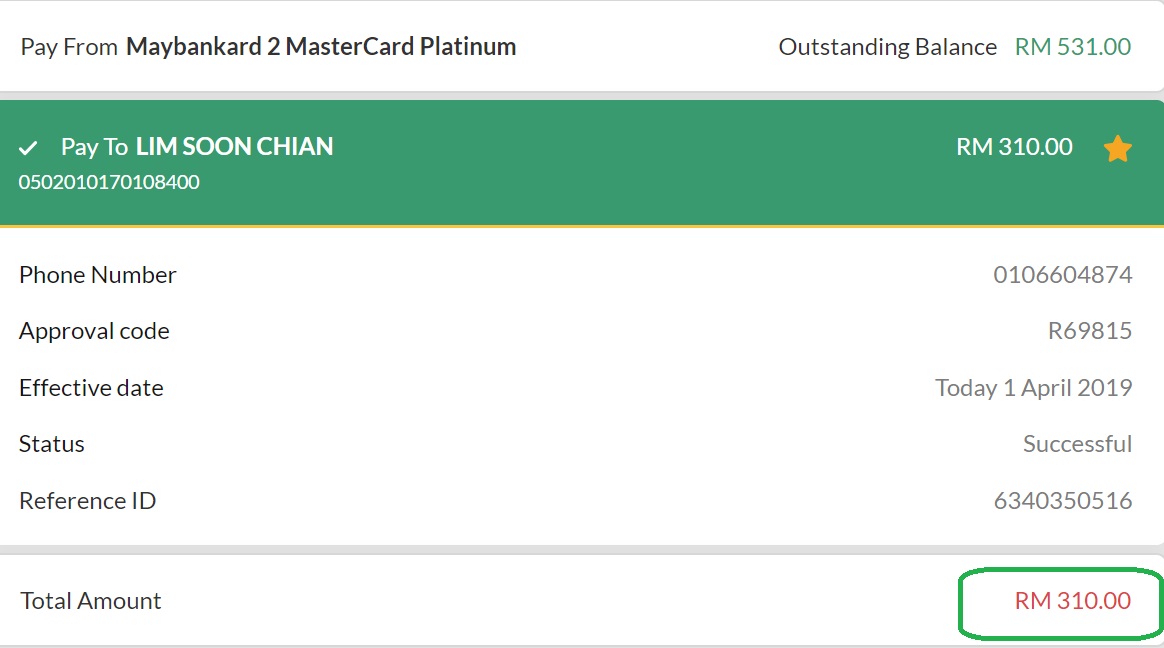 Pay From Maybankard 2 MasterCard Platinum Outstanding Balance RM 531.00
Pay To LIM SOON CHIAN RM 310.00
0502010170108400
Phone Number 0106604874
Approval code R69815
Effective date Today 1 April 2019
Status Successful
Reference ID 6340350516
Total Amount RM 310.00